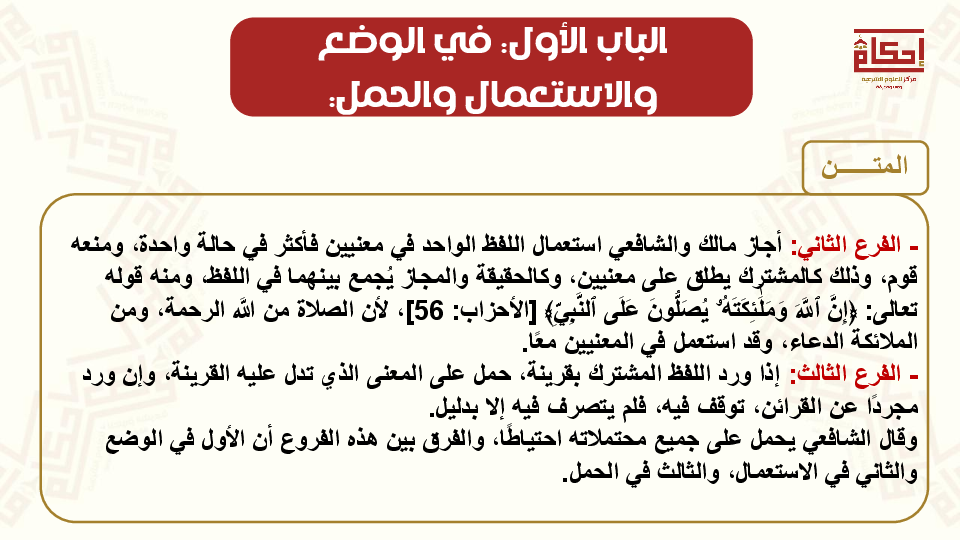 الباب الأول: في الوضع
والاستعمال والحمل:
إحكام
مركز للعلوم الشرعية
المتـــــــن
- الفرع الثاني: أجاز مالك والشافعي استعمال اللفظ الواحد في معنيين فأكثر في حالة واحدة، ومنعه
قوم، وذلك كالمشترك يطلق على معنيين، وكالحقيقة والمجاز يُجمع بينهما في اللفظ، ومنه قوله
تعالى: ﴿إِنَّ ٱللَّهَ وَمَلَٰٓئِكَتَهُۥ يُصَلُّونَ عَلَى ٱلنَّبِيِّ﴾ [الأحزاب: 56]، لأن الصلاة من الله الرحمة، ومن
الملائكة الدعاء، وقد استعمل في المعنيين معًا.
- الفرع الثالث: إذا ورد اللفظ المشترك بقرينة، حمل على المعنى الذي تدل عليه القرينة، وإن ورد
مجردًا عن القرائن، توقف فيه، فلم يتصرف فيه إلا بدليل.
وقال الشافعي يحمل على جميع محتملاته احتياطًا، والفرق بين هذه الفروع أن الأول في الوضع
والثاني في الاستعمال، والثالث في الحمل.